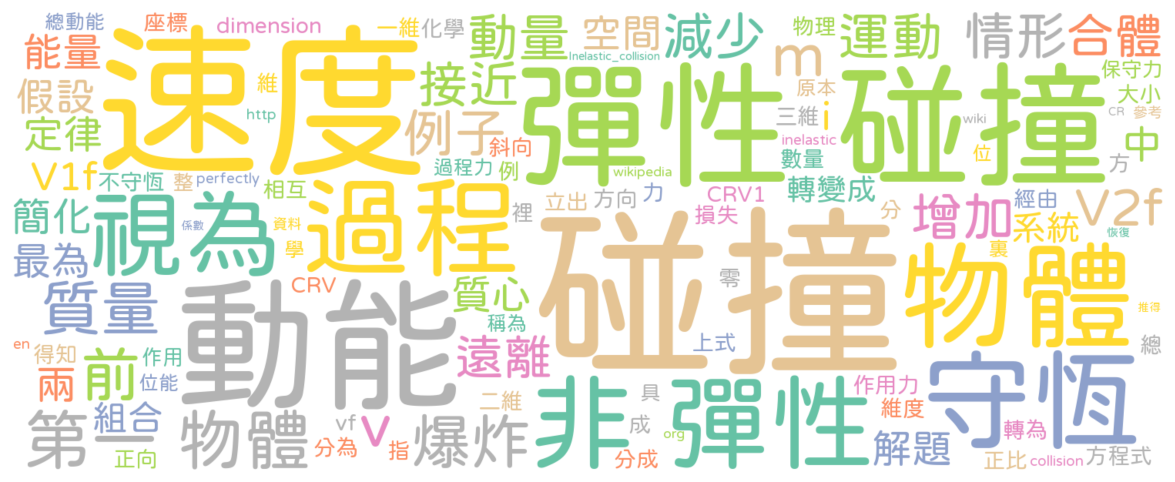 總動能 座標 dimension 一維 化學 動量 空間 減少 物理 運動 情形 合體
能量 速度 Inelastic_collision m 保守力
假設 維 接近 彈性 碰撞 原本 大小
定律 http 例子 三維 i CR 參考
斜向 inelastic wiki 中
V1f 不守恆 整 perfectly 相互 過程力 例 wikipedia 數量 位 方
簡化 視為 過程 裡 立出 方向 力 CRV1 轉變成 分 增加 經由 V2f
係數 資料 學 損失 系統 裏 恢復
最為 碰撞 物體
質量 動能 CRV 質心 零 推得
稱為
en 得知 作用 遠離 上式 總
兩 前 位能 守恆
組合 二維 非 彈性 具 作用力
第一 物體 vf V 爆炸 成 維度 轉為
正向 分為 指 org 分成 解題 正比 collision 方程式